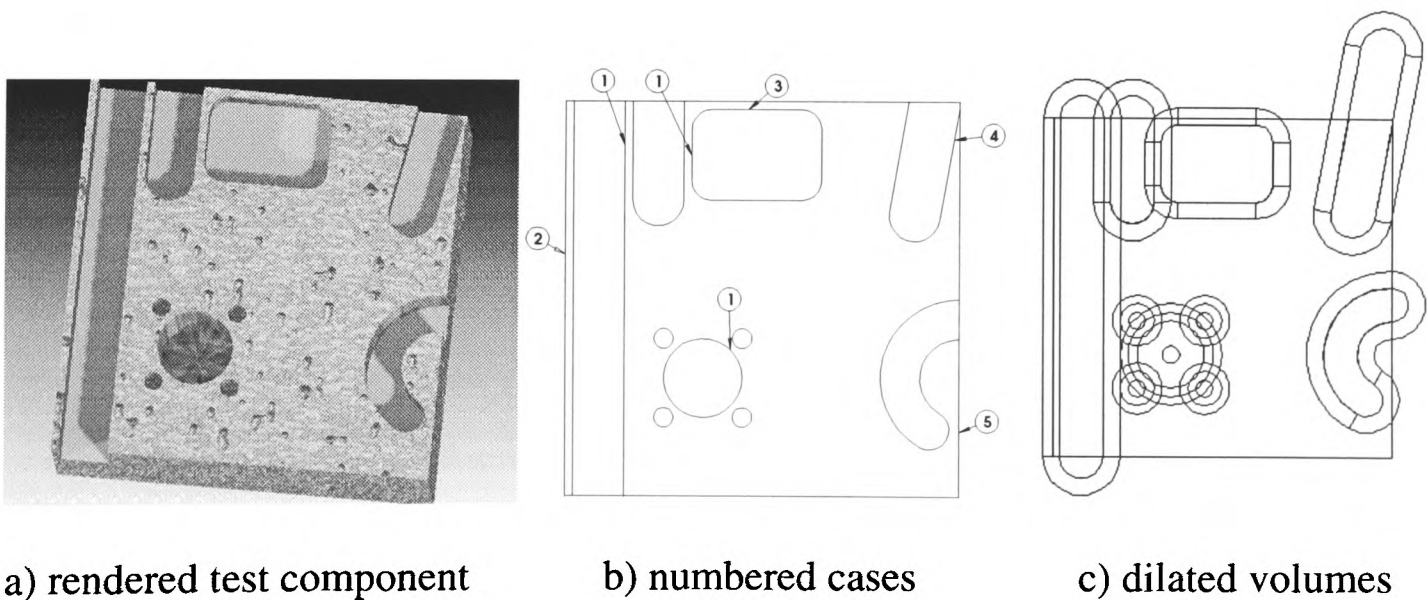 1
1
3
4
2
1
5
a) rendered test component
b) numbered cases
c) dilated volumes